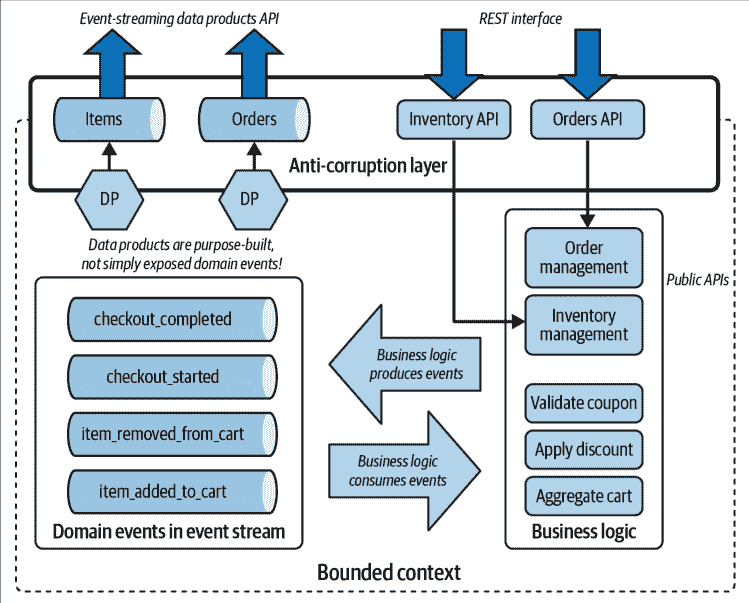 Event-streaming data products API
REST interface
Items
Orders
Inventory API
Orders API
Anti-corruption layer
DP
DP
Data products are purpose-built,
not simply exposed domain events!
Order
management
Public APIs
Inventory
management
checkout_completed
checkout_started
item_removed_from_cart
item_added_to_cart
Domain events in event stream
Business logic
produces events
Business logic
consumes events
Validate coupon
Apply discount
Aggregate cart
Business logic
Bounded context